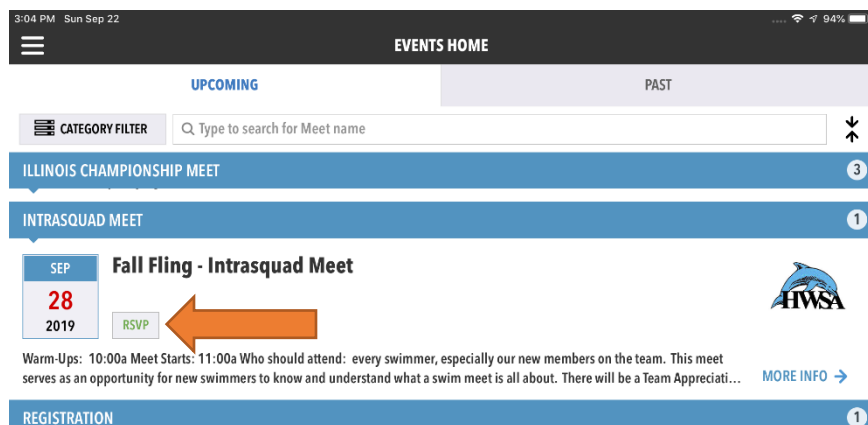 3:04 PM Sun Sep 22
94%
EVENTS HOME
UPCOMING
PAST
CATEGORY FILTER
Type to search for Meet name
ILLINOIS CHAMPIONSHIP MEET
3
INTRASQUAD MEET
1
SEP
28
2019
Fall Fling - Intrasquad Meet
RSVP
HWSA
Warm-Ups: 10:00a Meet Starts: 11:00a Who should attend: every swimmer, especially our new members on the team. This meet
serves as an opportunity for new swimmers to know and understand what a swim meet is all about. There will be a Team Appreciati...
MORE INFO
REGISTRATION
1